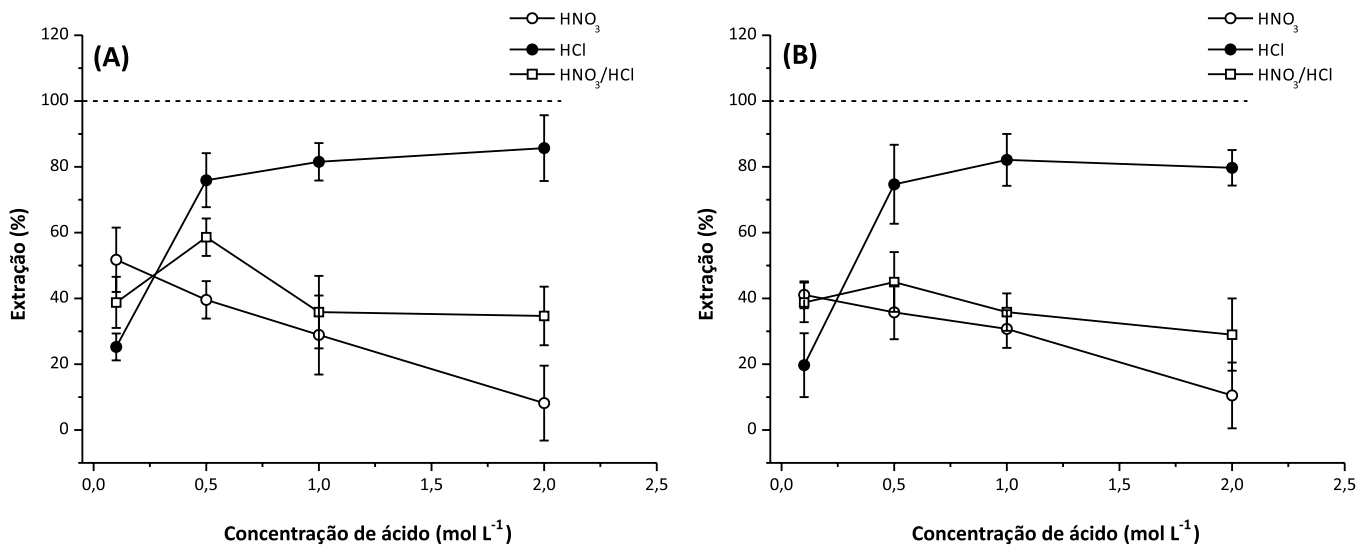 HNO₃
HCl
HNO₃/HCl
(A)
120
100
80
60
40
20
0
Extração (%)
0,0 0,5 1,0 1,5 2,0 2,5
Concentração de ácido (mol L⁻¹)
HNO₃
HCl
HNO₃/HCl
(B)
120
100
80
60
40
20
0
Extração (%)
0,0 0,5 1,0 1,5 2,0 2,5
Concentração de ácido (mol L⁻¹)